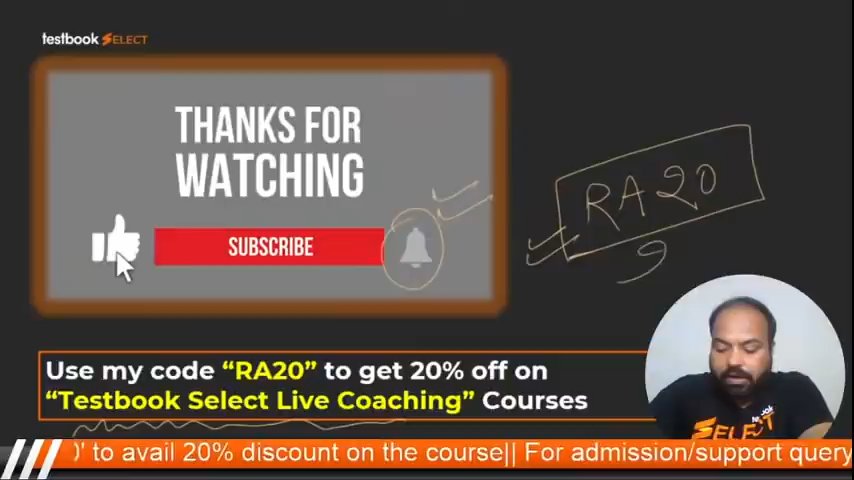 testbook SELECT
THANKS FOR
WATCHING
SUBSCRIBE
RA20
Use my code “RA20” to get 20% off on
“Testbook Select Live Coaching” Courses
0' to avail 20% discount on the course|| For admission/support query